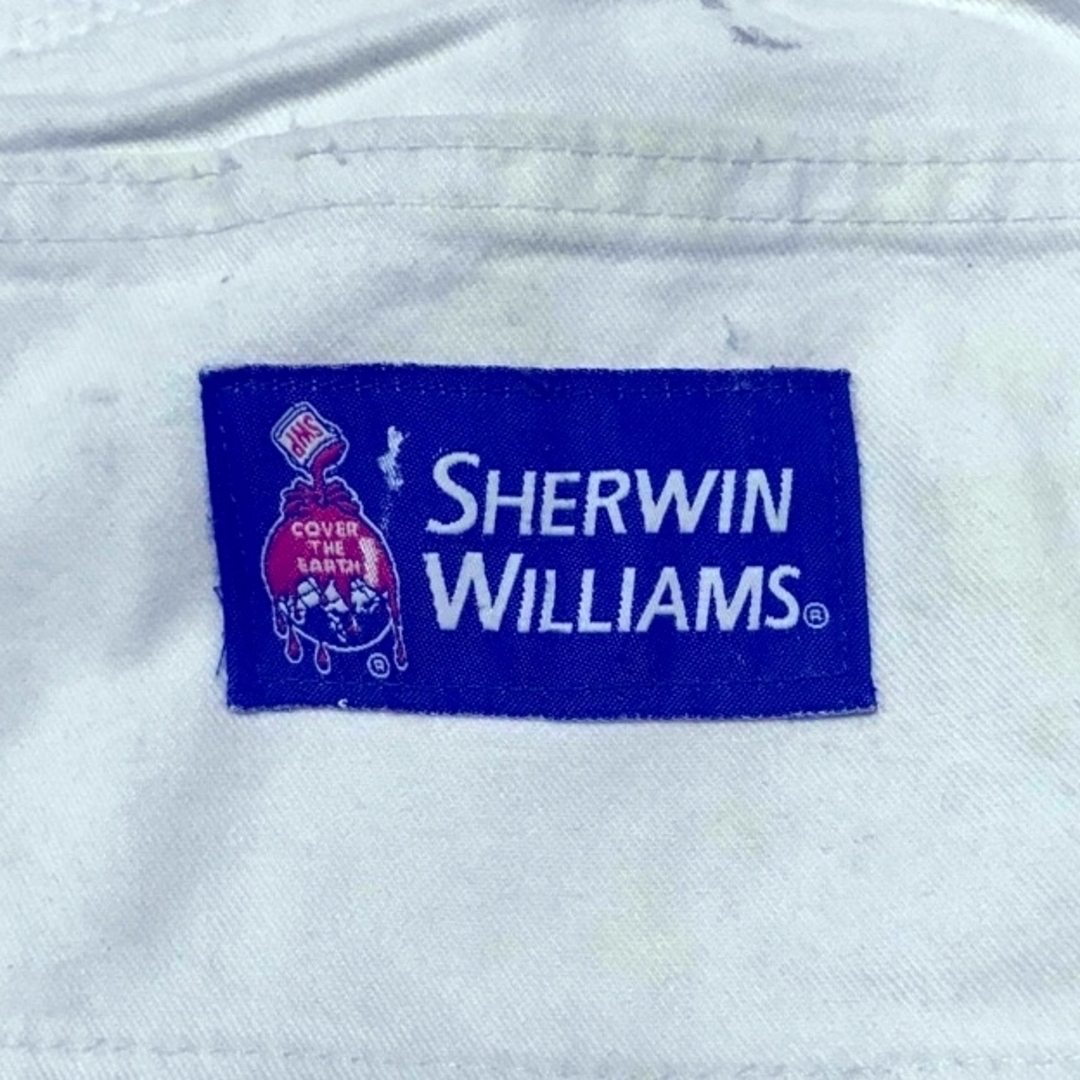 SWP
COVER
THE
EARTH
®
SHERWIN
WILLIAMS®